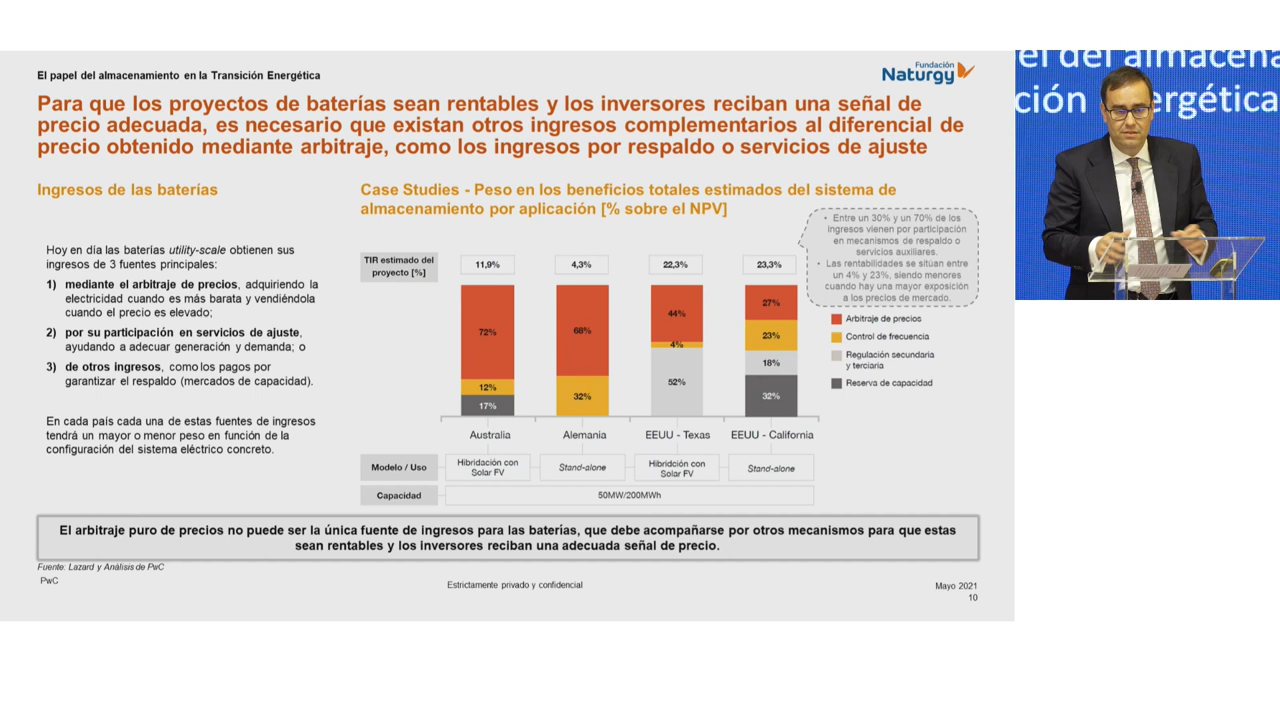 El papel del almacenamiento en la Transición Energética
Fundación
Naturgy
Para que los proyectos de baterías sean rentables y los inversores reciban una señal de
precio adecuada, es necesario que existan otros ingresos complementarios al diferencial de
precio obtenido mediante arbitraje, como los ingresos por respaldo o servicios de ajuste
Ingresos de las baterías
Hoy en día las baterías utility-scale obtienen sus
ingresos de 3 fuentes principales:
1) mediante el arbitraje de precios, adquiriendo la
electricidad cuando es más barata y vendiéndola
cuando el precio es elevado;
2) por su participación en servicios de ajuste,
ayudando a adecuar generación y demanda; o
3) de otros ingresos, como los pagos por
garantizar el respaldo (mercados de capacidad).
En cada país cada una de estas fuentes de ingresos
tendrá un mayor o menor peso en función de la
configuración del sistema eléctrico concreto.
Case Studies - Peso en los beneficios totales estimados del sistema de
almacenamiento por aplicación [% sobre el NPV]
• Entre un 30% y un 70% de los
ingresos vienen por participación
en mecanismos de respaldo o
servicios auxiliares.
• Las rentabilidades se sitúan entre
un 4% y 23%, siendo menores
cuando hay una mayor exposición
a los precios de mercado.
TIR estimado del
proyecto [%]
11,9% 4,3% 22,3% 23,3%
72%
12%
17%
68%
32%
44%
4%
52%
27%
23%
18%
32%
Arbitraje de precios
Control de frecuencia
Regulación secundaria
y terciaria
Reserva de capacidad
Australia Alemania EEUU - Texas EEUU - California
Modelo / Uso
Hibridación con
Solar FV
Stand-alone
Hibridción con
Solar FV
Stand-alone
Capacidad
50MW/200MWh
El arbitraje puro de precios no puede ser la única fuente de ingresos para las baterías, que debe acompañarse por otros mecanismos para que estas
sean rentables y los inversores reciban una adecuada señal de precio.
Fuente: Lazard y Análisis de PwC
PwC
Estrictamente privado y confidencial
Mayo 2021
10
el del almacena
ción energética